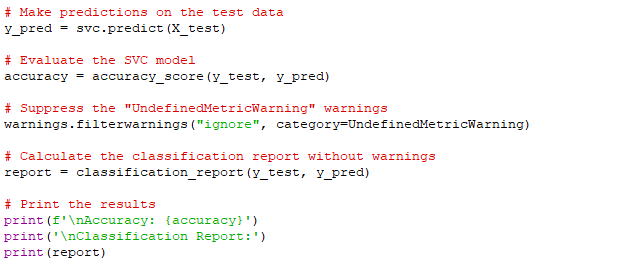 # Make predictions on the test data
y_pred = svc.predict(X_test)
# Evaluate the SVC model
accuracy = accuracy_score(y_test, y_pred)
# Suppress the "UndefinedMetricWarning" warnings
warnings.filterwarnings("ignore", category=UndefinedMetricWarning)
# Calculate the classification report without warnings
report = classification_report(y_test, y_pred)
# Print the results
print(f'\nAccuracy: {accuracy}')
print('\nClassification Report:')
print(report)